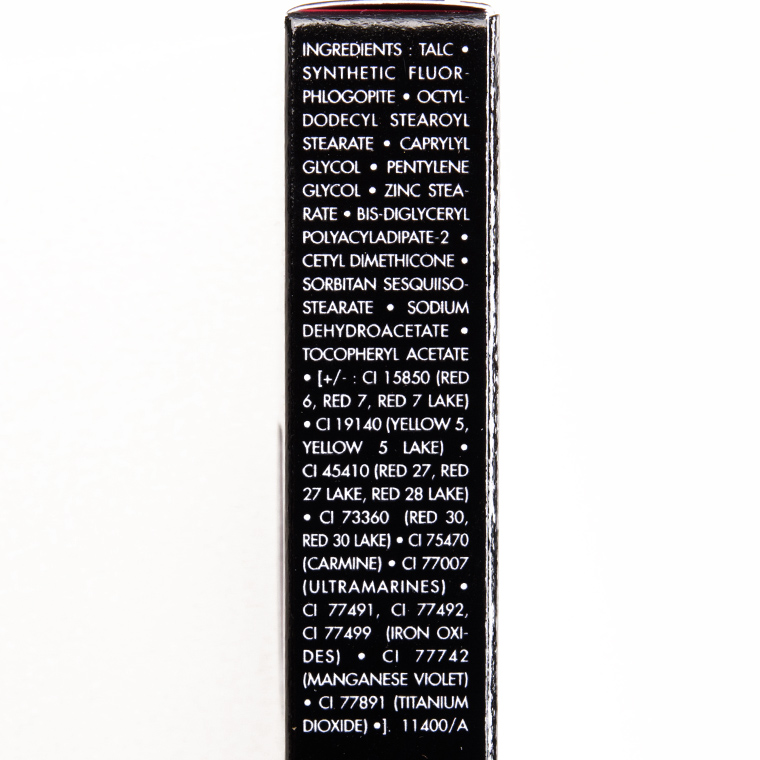 INGREDIENTS : TALC •
SYNTHETIC FLUOR-
PHLOGOPITE • OCTYL-
DODECYL STEAROYL
STEARATE • CAPRYLYL
GLYCOL • PENTYLENE
GLYCOL • ZINC STEA-
RATE • BIS-DIGLYCERYL
POLYACYLADIPATE-2 •
CETYL DIMETHICONE •
SORBITAN SESQUIISO-
STEARATE • SODIUM
DEHYDROACETATE •
TOCOPHERYL ACETATE
• [+/- : CI 15850 (RED
6, RED 7, RED 7 LAKE)
• CI 19140 (YELLOW 5,
YELLOW 5 LAKE) •
CI 45410 (RED 27, RED
27 LAKE, RED 28 LAKE)
• CI 73360 (RED 30,
RED 30 LAKE) • CI 75470
(CARMINE) • CI 77007
(ULTRAMARINES) •
CI 77491, CI 77492,
CI 77499 (IRON OXI-
DES) • CI 77742
(MANGANESE VIOLET)
• CI 77891 (TITANIUM
DIOXIDE) •]. 11400/A